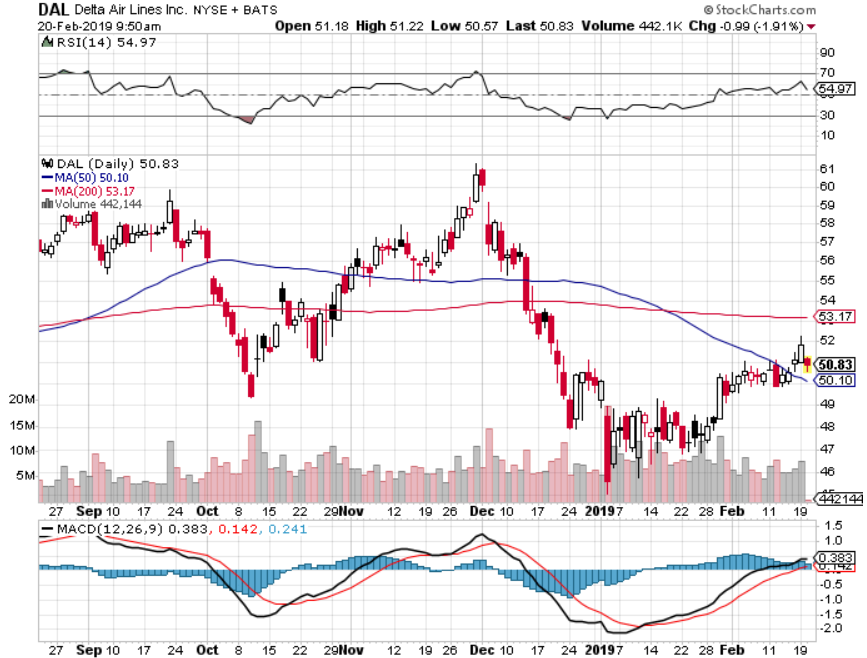 DAL Delta Air Lines Inc. NYSE + BATS © StockCharts.com
20-Feb-2019 9:50am Open 51.18 High 51.22 Low 50.57 Last 50.83 Volume 442.1K Chg -0.99 (-1.91%)
RSI(14) 54.97
90
70
54.97
30
10
DAL (Daily) 50.83
MA(50) 50.10
MA(200) 53.17
Volume 442,144
61
60
59
58
57
56
55
54
53.17
52
50.83
50.10
49
48
47
46
20M
15M
10M
5M
442144
27 Sep 10 17 24 Oct 8 15 22 29 Nov 12 19 26 Dec 10 17 24 2019 7 14 22 28 Feb 11 19
MACD(12,26,9) 0.383, 0.142, 0.241
1.5
1.0
0.383
0.142
-0.5
-1.0
-1.5
-2.0
27 Sep 10 17 24 Oct 8 15 22 29 Nov 12 19 26 Dec 10 17 24 2019 7 14 22 28 Feb 11 19